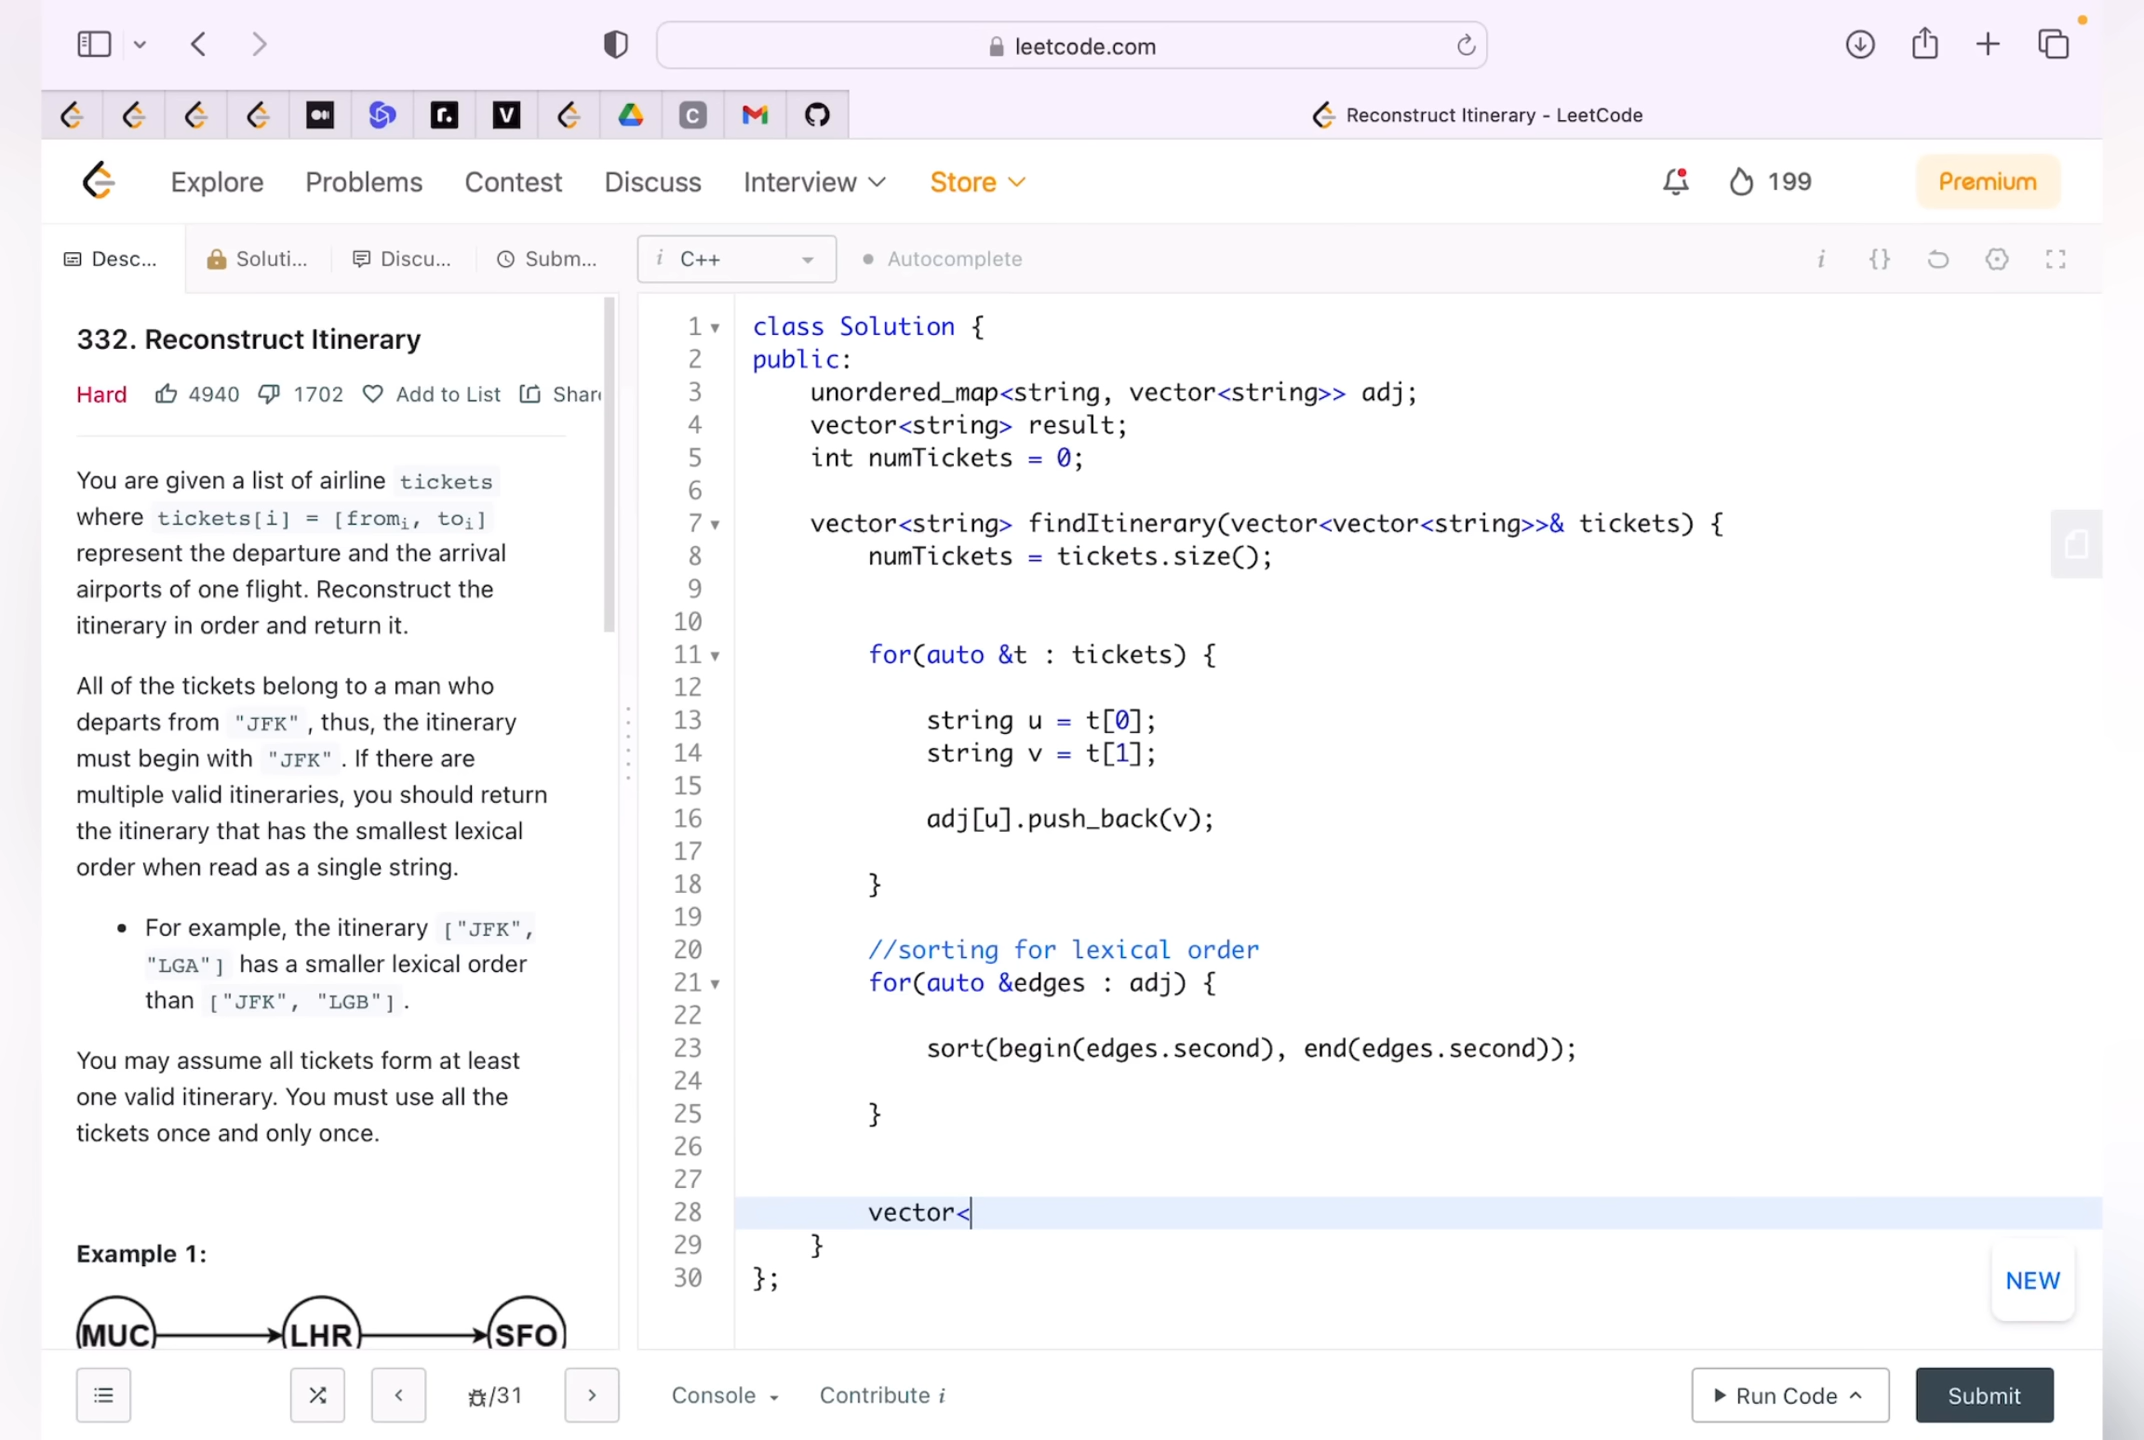 leetcode.com
Reconstruct Itinerary - LeetCode
Explore Problems Contest Discuss Interview Store 199 Premium
Desc... Soluti... Discu... Subm... i C++ Autocomplete i {}
332. Reconstruct Itinerary
Hard 4940 1702 Add to List Share
You are given a list of airline tickets
where tickets[i] = [fromi, toi]
represent the departure and the arrival
airports of one flight. Reconstruct the
itinerary in order and return it.
All of the tickets belong to a man who
departs from "JFK", thus, the itinerary
must begin with "JFK". If there are
multiple valid itineraries, you should return
the itinerary that has the smallest lexical
order when read as a single string.
• For example, the itinerary ["JFK",
"LGA"] has a smaller lexical order
than ["JFK", "LGB"].
You may assume all tickets form at least
one valid itinerary. You must use all the
tickets once and only once.
Example 1:
MUC LHR SFO
1 class Solution {
2 public:
3 unordered_map<string, vector<string>> adj;
4 vector<string> result;
5 int numTickets = 0;
6
7 vector<string> findItinerary(vector<vector<string>>& tickets) {
8 numTickets = tickets.size();
9
10
11 for(auto &t : tickets) {
12
13 string u = t[0];
14 string v = t[1];
15
16 adj[u].push_back(v);
17
18 }
19
20 //sorting for lexical order
21 for(auto &edges : adj) {
22
23 sort(begin(edges.second), end(edges.second));
24
25 }
26
27
28 vector<
29 }
30 };
NEW
/31 Console Contribute i Run Code Submit